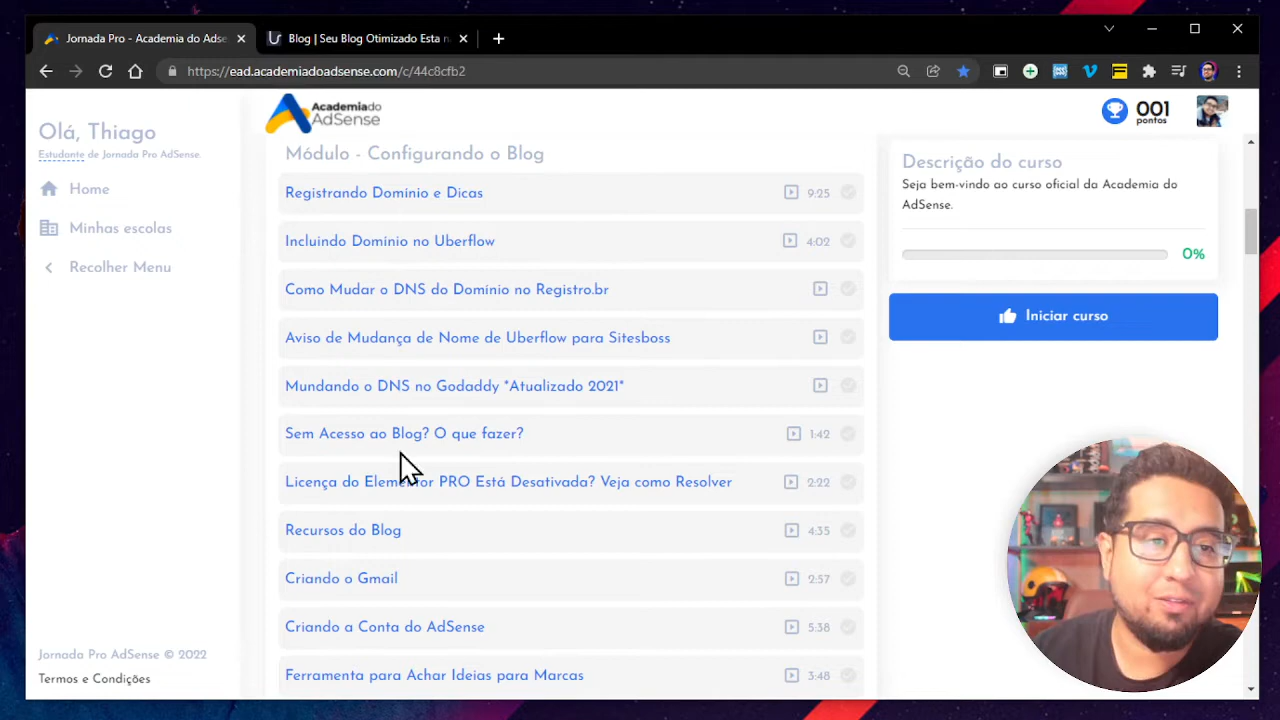 Jornada Pro - Academia do Adse
Blog | Seu Blog Otimizado Esta n
https://ead.academiadoadsense.com/c/44c8cfb2
Academiado
AdSense
001
pontos
Olá, Thiago
Estudante de Jornada Pro AdSense.
Home
Minhas escolas
Recolher Menu
Módulo - Configurando o Blog
Registrando Domínio e Dicas 9:25
Incluindo Domínio no Uberflow 4:02
Como Mudar o DNS do Domínio no Registro.br
Aviso de Mudança de Nome de Uberflow para Sitesboss
Mundando o DNS no Godaddy *Atualizado 2021*
Sem Acesso ao Blog? O que fazer? 1:42
Licença do Elementor PRO Está Desativada? Veja como Resolver 2:22
Recursos do Blog 4:35
Criando o Gmail 2:57
Criando a Conta do AdSense 5:38
Ferramenta para Achar Ideias para Marcas 3:48
Descrição do curso
Seja bem-vindo ao curso oficial da Academia do
AdSense.
0%
Iniciar curso
Jornada Pro AdSense © 2022
Termos e Condições